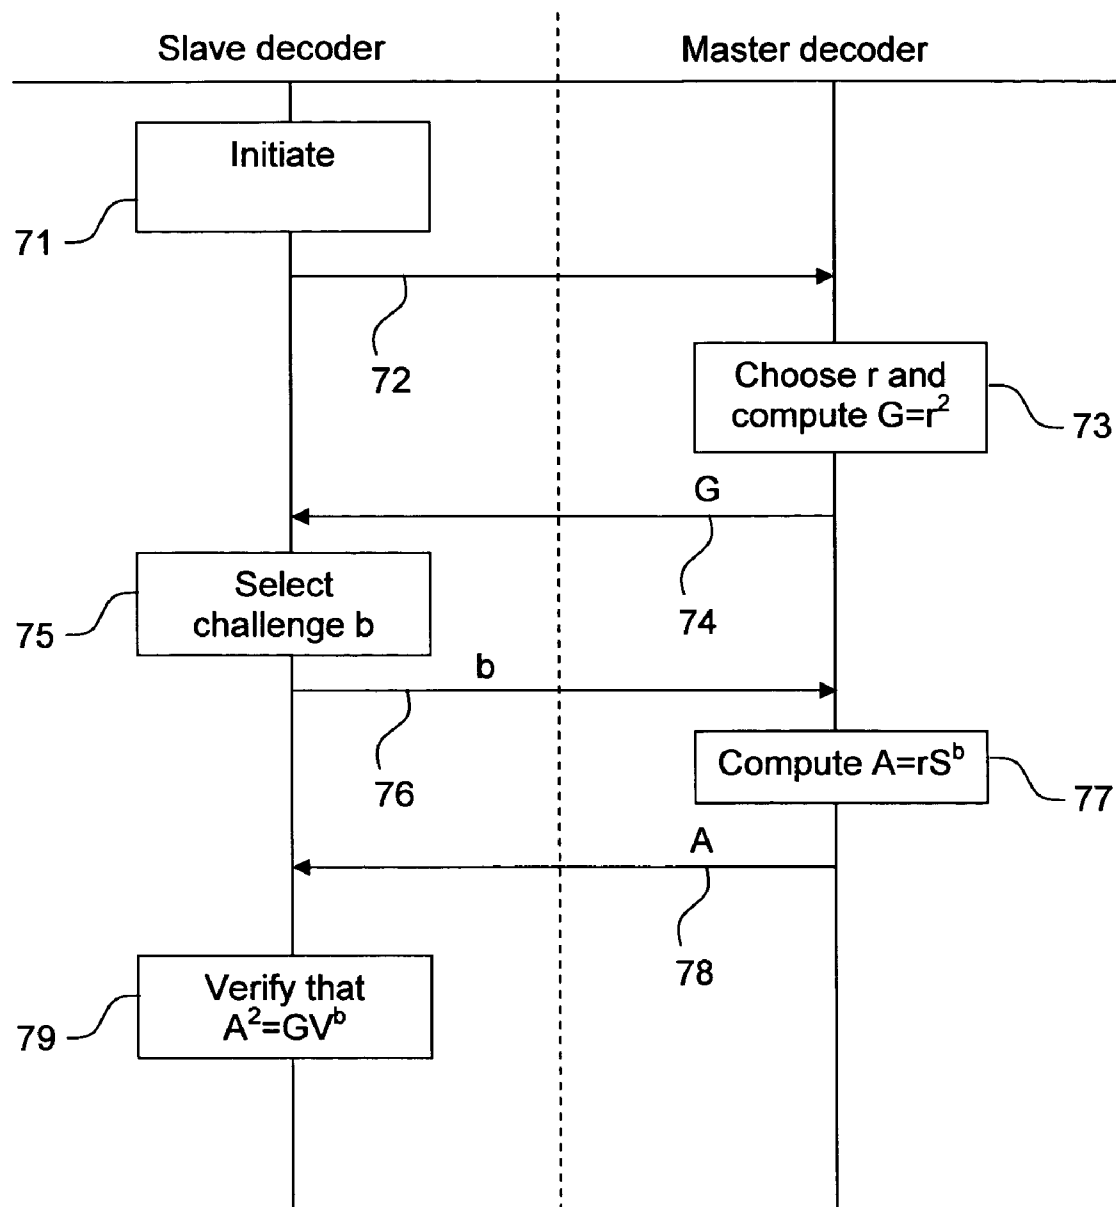 Slave decoder
Master decoder
Initiate
71
72
Choose r and
compute G=r²
73
G
74
Select
challenge b
75
b
76
Compute A=rSᵇ
77
A
78
Verify that
A²=GVᵇ
79